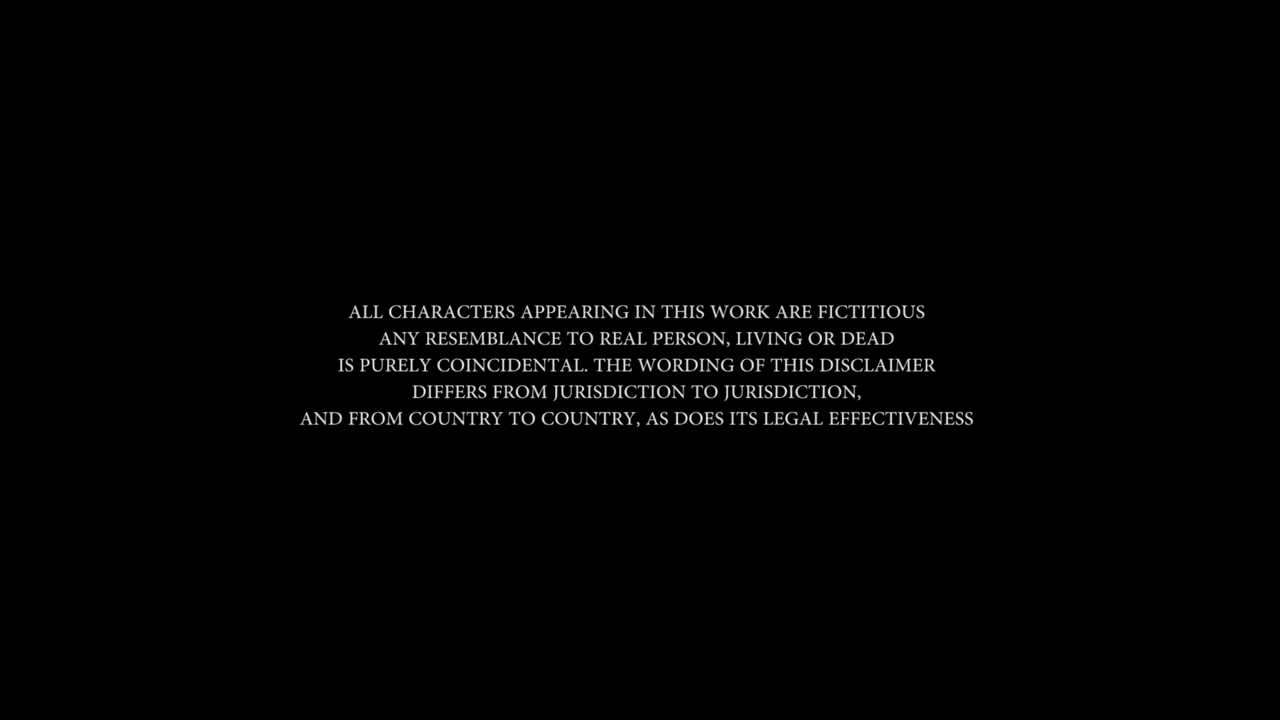 ALL CHARACTERS APPEARING IN THIS WORK ARE FICTITIOUS
ANY RESEMBLANCE TO REAL PERSON, LIVING OR DEAD
IS PURELY COINCIDENTAL. THE WORDING OF THIS DISCLAIMER
DIFFERS FROM JURISDICTION TO JURISDICTION,
AND FROM COUNTRY TO COUNTRY, AS DOES ITS LEGAL EFFECTIVENESS